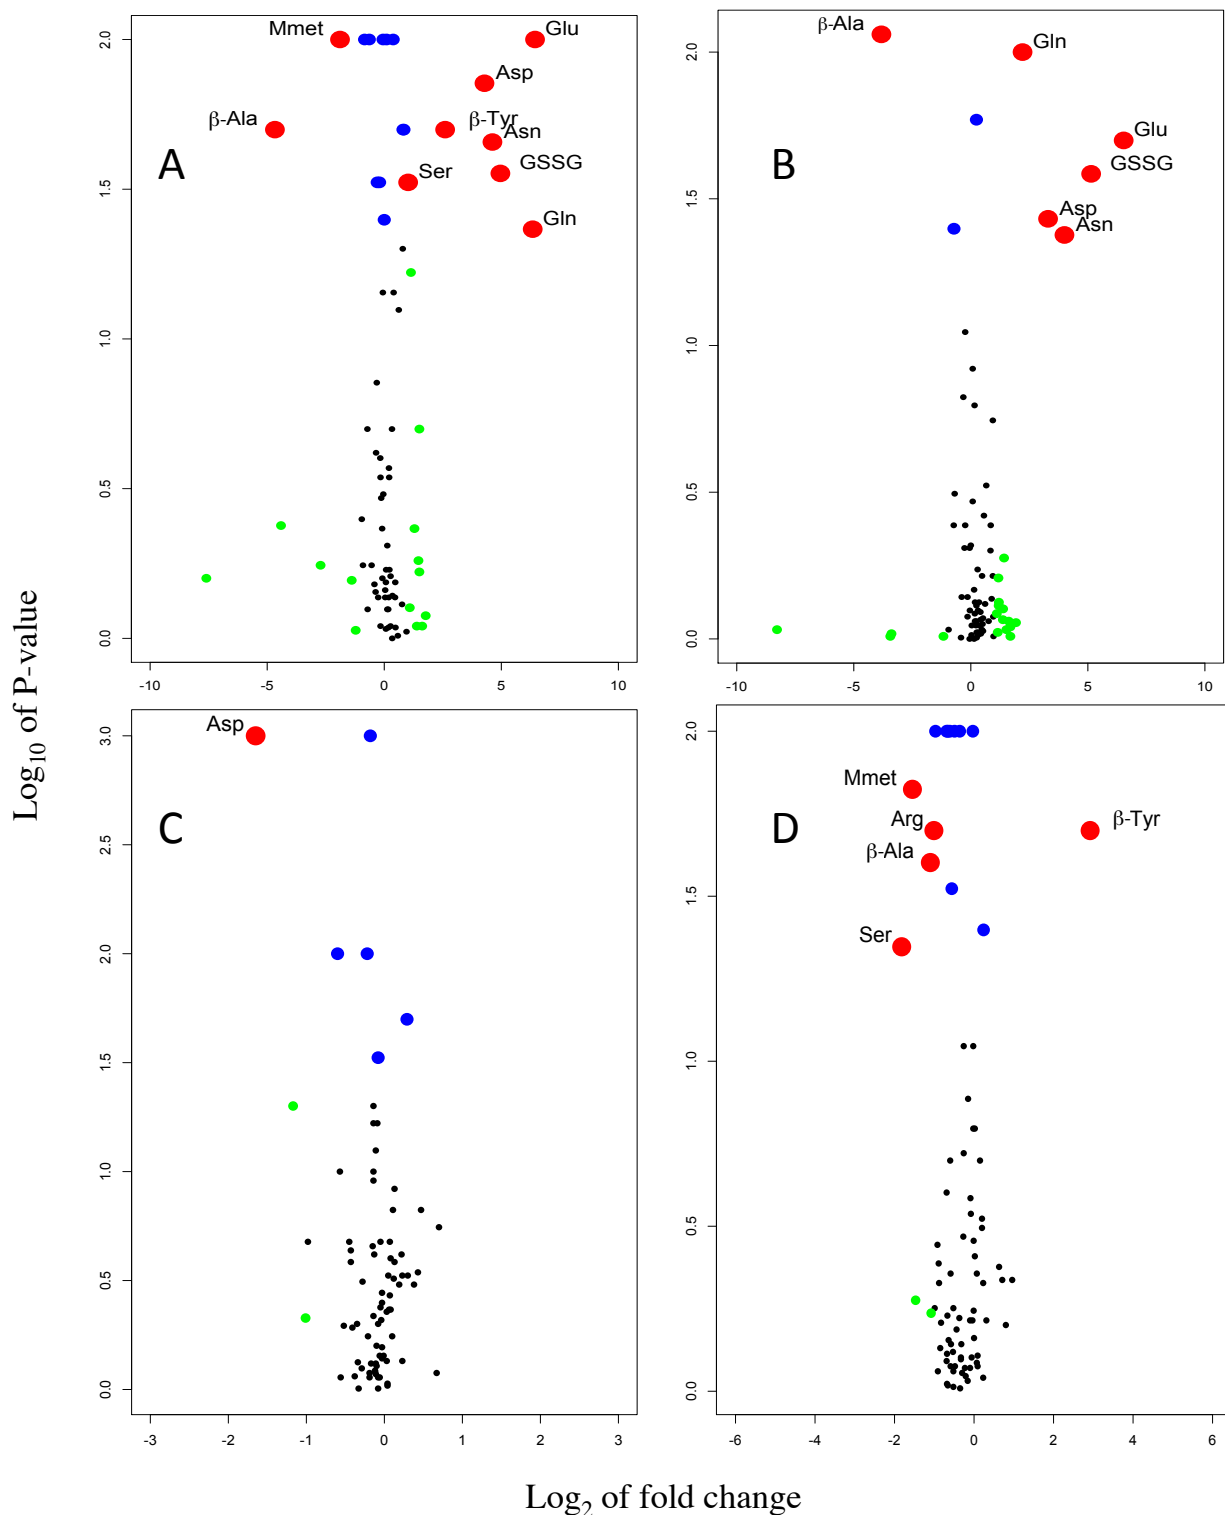 Log10 of P-value
A
2.0
1.5
1.0
0.5
0.0
-10
-5
0
5
10
Mmet
Glu
Asp
β-Ala
β-Tyr
Asn
GSSG
Ser
Gln
B
2.0
1.5
1.0
0.5
0.0
-10
-5
0
5
10
β-Ala
Gln
Glu
GSSG
Asp
Asn
C
3.0
2.5
2.0
1.5
1.0
0.5
0.0
-3
-2
-1
0
1
2
3
Asp
D
2.0
1.5
1.0
0.5
0.0
-6
-4
-2
0
2
4
6
Mmet
Arg
β-Tyr
β-Ala
Ser
Log2 of fold change